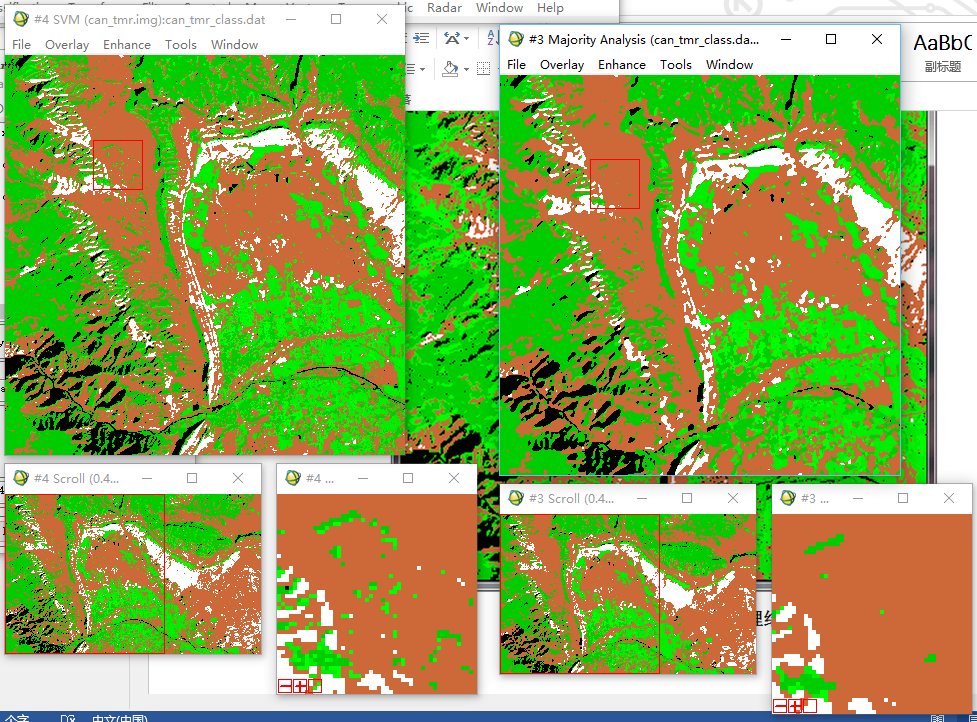 Radar Window Help
#4 SVM (can_tmr.img):can_tmr_class.dat
File Overlay Enhance Tools Window
#3 Majority Analysis (can_tmr_class.da...
File Overlay Enhance Tools Window
AaBbC
副标题
#4 Scroll (0.4...
#4 ...
#3 Scroll (0.4...
#3 ...
中文(中国)